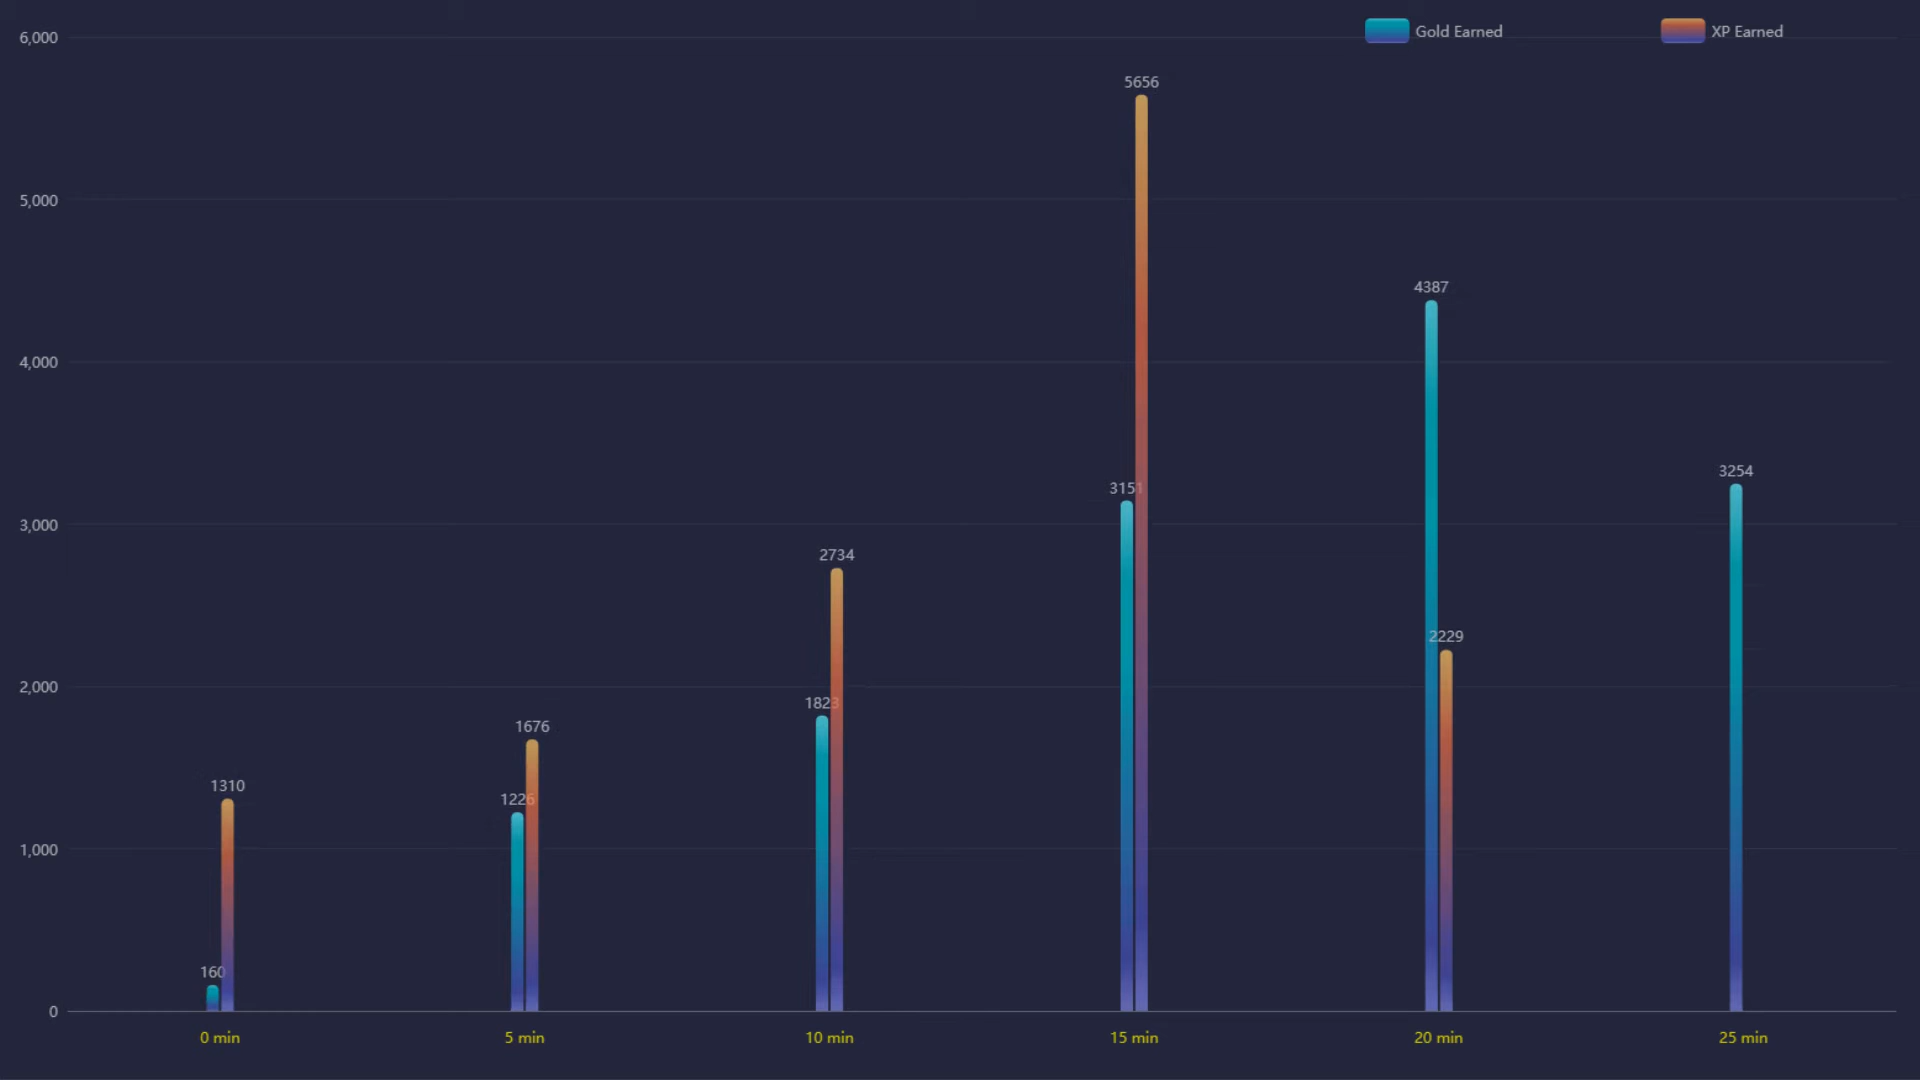 Gold Earned
XP Earned
6,000
5,000
4,000
3,000
2,000
1,000
0
160
1310
1226
1676
1823
2734
3151
5656
4387
2229
3254
0 min
5 min
10 min
15 min
20 min
25 min